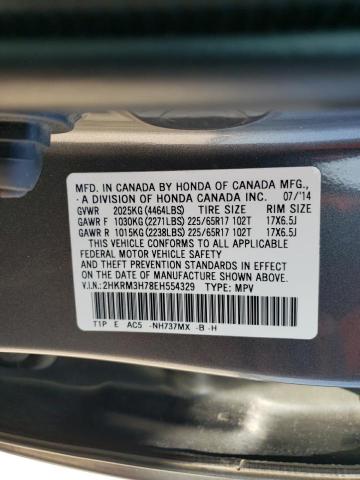 MFD. IN CANADA BY HONDA OF CANADA MFG.,
A DIVISION OF HONDA CANADA INC. 07/'14
GVWR 2025KG (4464LBS) TIRE SIZE RIM SIZE
GAWR F 1030KG (2271LBS) 225/65R17 102T 17X6.5J
GAWR R 1015KG (2238LBS) 225/65R17 102T 17X6.5J
THIS VEHICLE CONFORMS TO ALL APPLICABLE
FEDERAL MOTOR VEHICLE SAFETY STANDARDS
IN EFFECT ON THE DATE OF MANUFACTURE SHOWN
ABOVE.
V.I.N.: 2HKRM3H78EH554329 TYPE: MPV
T1P E AC5 -NH737MX -B -H